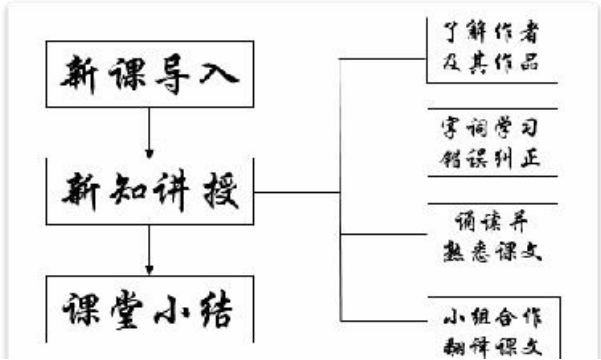 新课导入
新知讲授
课堂小结
了解作者
及其作品
字词学习
错误纠正
诵读并
熟悉课文
小组合作
翻译课文